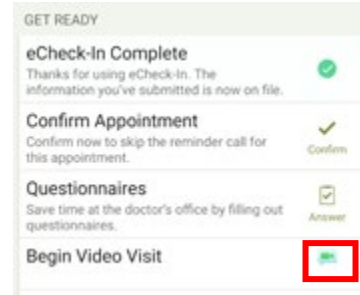 GET READY
eCheck-In Complete
Thanks for using eCheck-In. The
information you've submitted is now on file.
Confirm Appointment
Confirm now to skip the reminder call for
this appointment.
Confirm
Questionnaires
Save time at the doctor's office by filling out
questionnaires.
Answer
Begin Video Visit